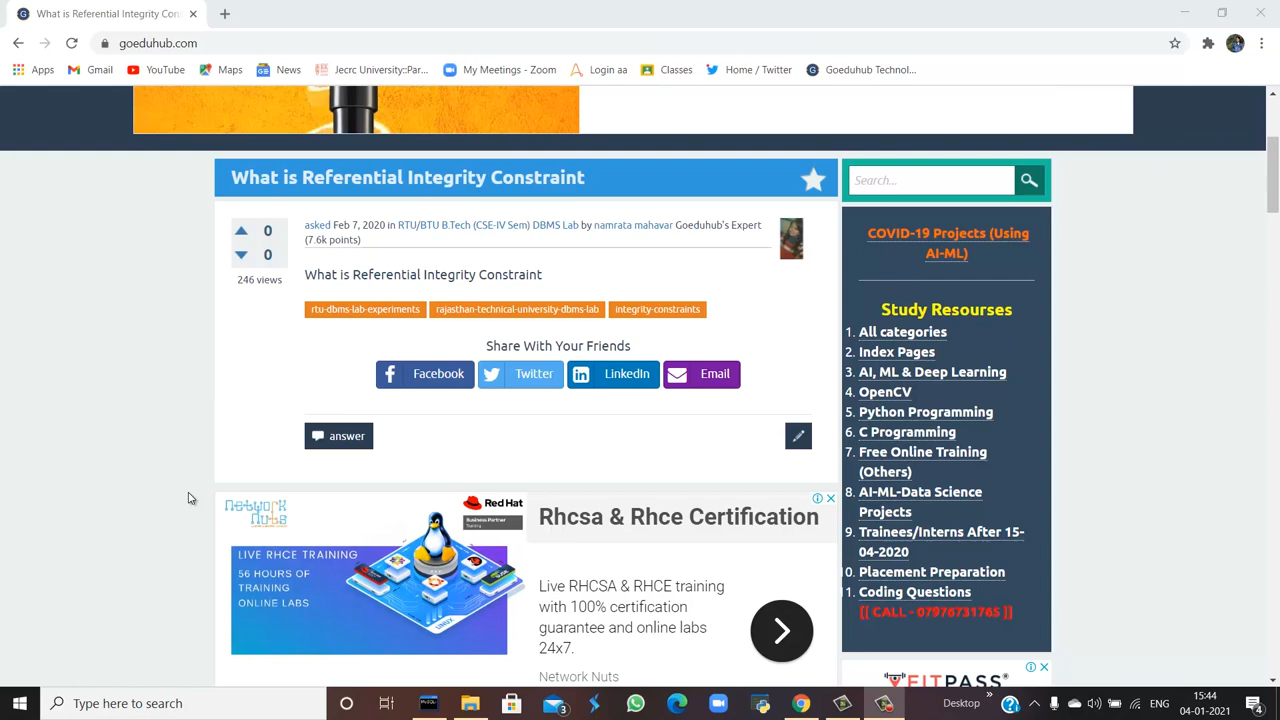 What is Referential Integrity Con
goeduhub.com
Apps
Gmail
YouTube
Maps
News
Jecrc University::Par...
My Meetings - Zoom
Login aa
Classes
Home / Twitter
Goeduhub Technol...
What is Referential Integrity Constraint
Search...
0
0
246 views
asked Feb 7, 2020 in RTU/BTU B.Tech (CSE-IV Sem) DBMS Lab by namrata mahavar Goeduhub's Expert
(7.6k points)
What is Referential Integrity Constraint
rtu-dbms-lab-experiments
rajasthan-technical-university-dbms-lab
integrity-constraints
Share With Your Friends
Facebook
Twitter
LinkedIn
Email
answer
COVID-19 Projects (Using
AI-ML)
Study Resourses
1. All categories
2. Index Pages
3. AI, ML & Deep Learning
4. OpenCV
5. Python Programming
6. C Programming
7. Free Online Training
(Others)
8. AI-ML-Data Science
Projects
9. Trainees/Interns After 15-
04-2020
10. Placement Preparation
11. Coding Questions
[[ CALL - 07976731765 ]]
Network
Nuts
Red Hat
Business Partner
LIVE RHCE TRAINING
56 HOURS OF
TRAINING
ONLINE LABS
LINUX
Rhcsa & Rhce Certification
Live RHCSA & RHCE training
with 100% certification
guarantee and online labs
24x7.
Network Nuts
FITPASS
Type here to search
3
Desktop
ENG
15:44
04-01-2021
4